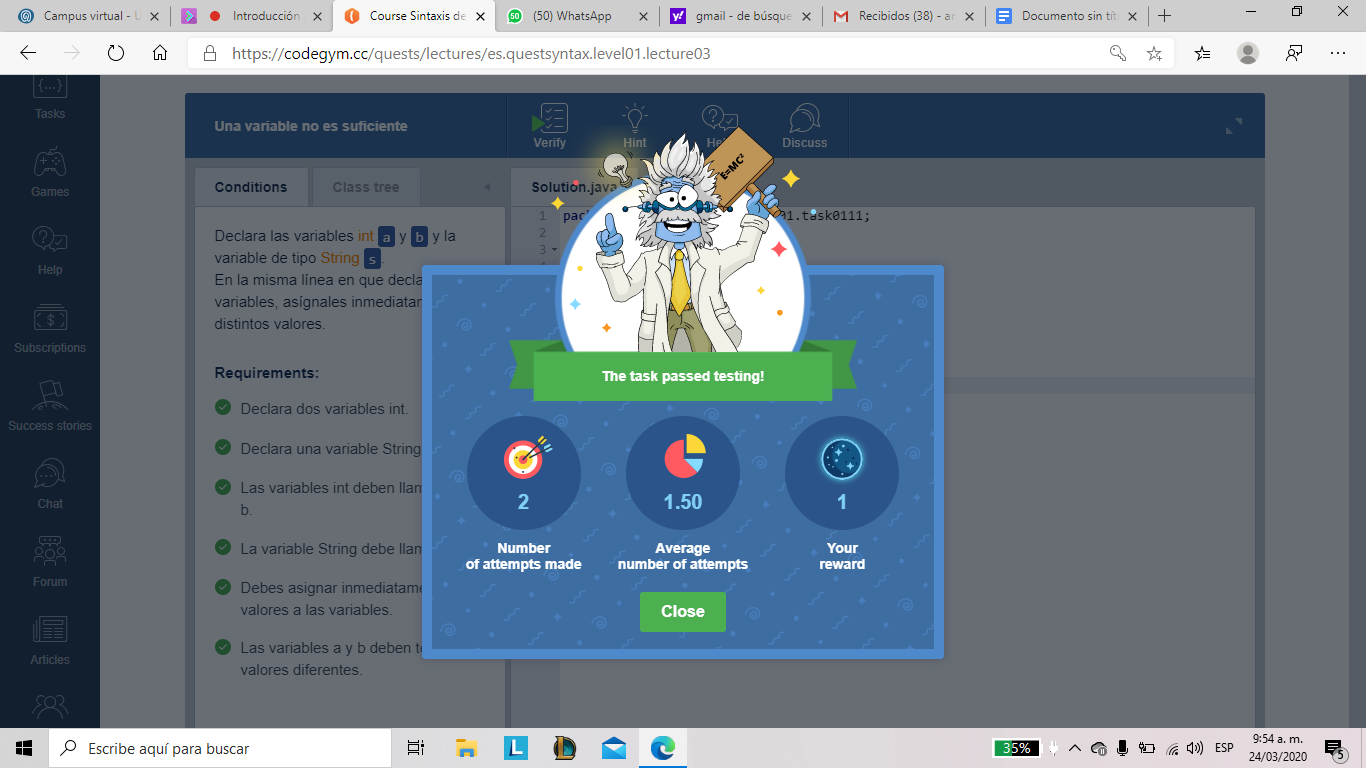 Campus virtual - U
Introducción
Course Sintaxis de
(50) WhatsApp
gmail - de búsque
Recibidos (38) - an
Documento sin títu
https://codegym.cc/quests/lectures/es.questsyntax.level01.lecture03
Tasks
Games
Help
Subscriptions
Success stories
Chat
Forum
Articles
Una variable no es suficiente
Verify
Hint
Hel
Discuss
Conditions
Class tree
Solution.java
Declara las variables int a y b y la
variable de tipo String s.
En la misma línea en que decla
variables, asígnales inmediatam
distintos valores.
Requirements:
Declara dos variables int.
Declara una variable String
Las variables int deben llam
b.
La variable String debe llam
Debes asignar inmediatame
valores a las variables.
Las variables a y b deben te
valores diferentes.
1 pac 01.task0111;
2
3
E=MC²
The task passed testing!
2
Number
of attempts made
1.50
Average
number of attempts
1
Your
reward
Close
Escribe aquí para buscar
35%
ESP
9:54 a. m.
24/03/2020
5